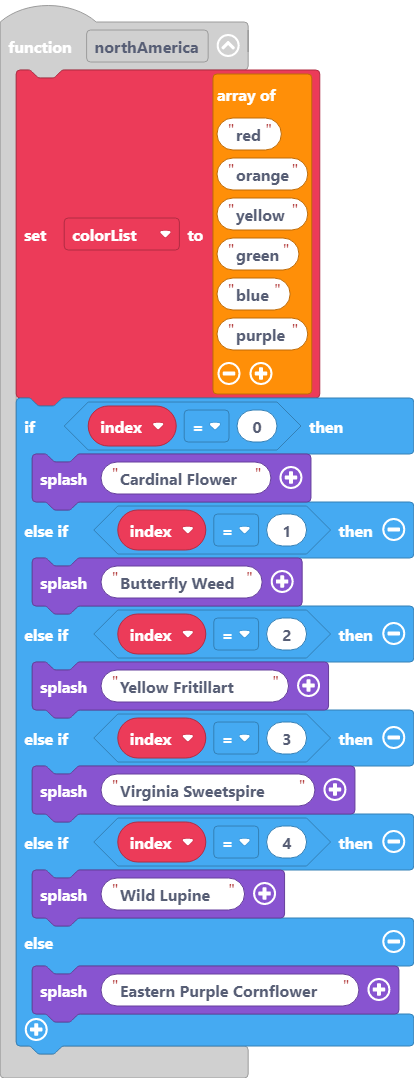 function northAmerica
array of
"red"
"orange"
"yellow"
"green"
"blue"
"purple"
set colorList to
if index = 0 then
splash "Cardinal Flower"
else if index = 1 then
splash "Butterfly Weed"
else if index = 2 then
splash "Yellow Fritillart"
else if index = 3 then
splash "Virginia Sweetspire"
else if index = 4 then
splash "Wild Lupine"
else
splash "Eastern Purple Cornflower"